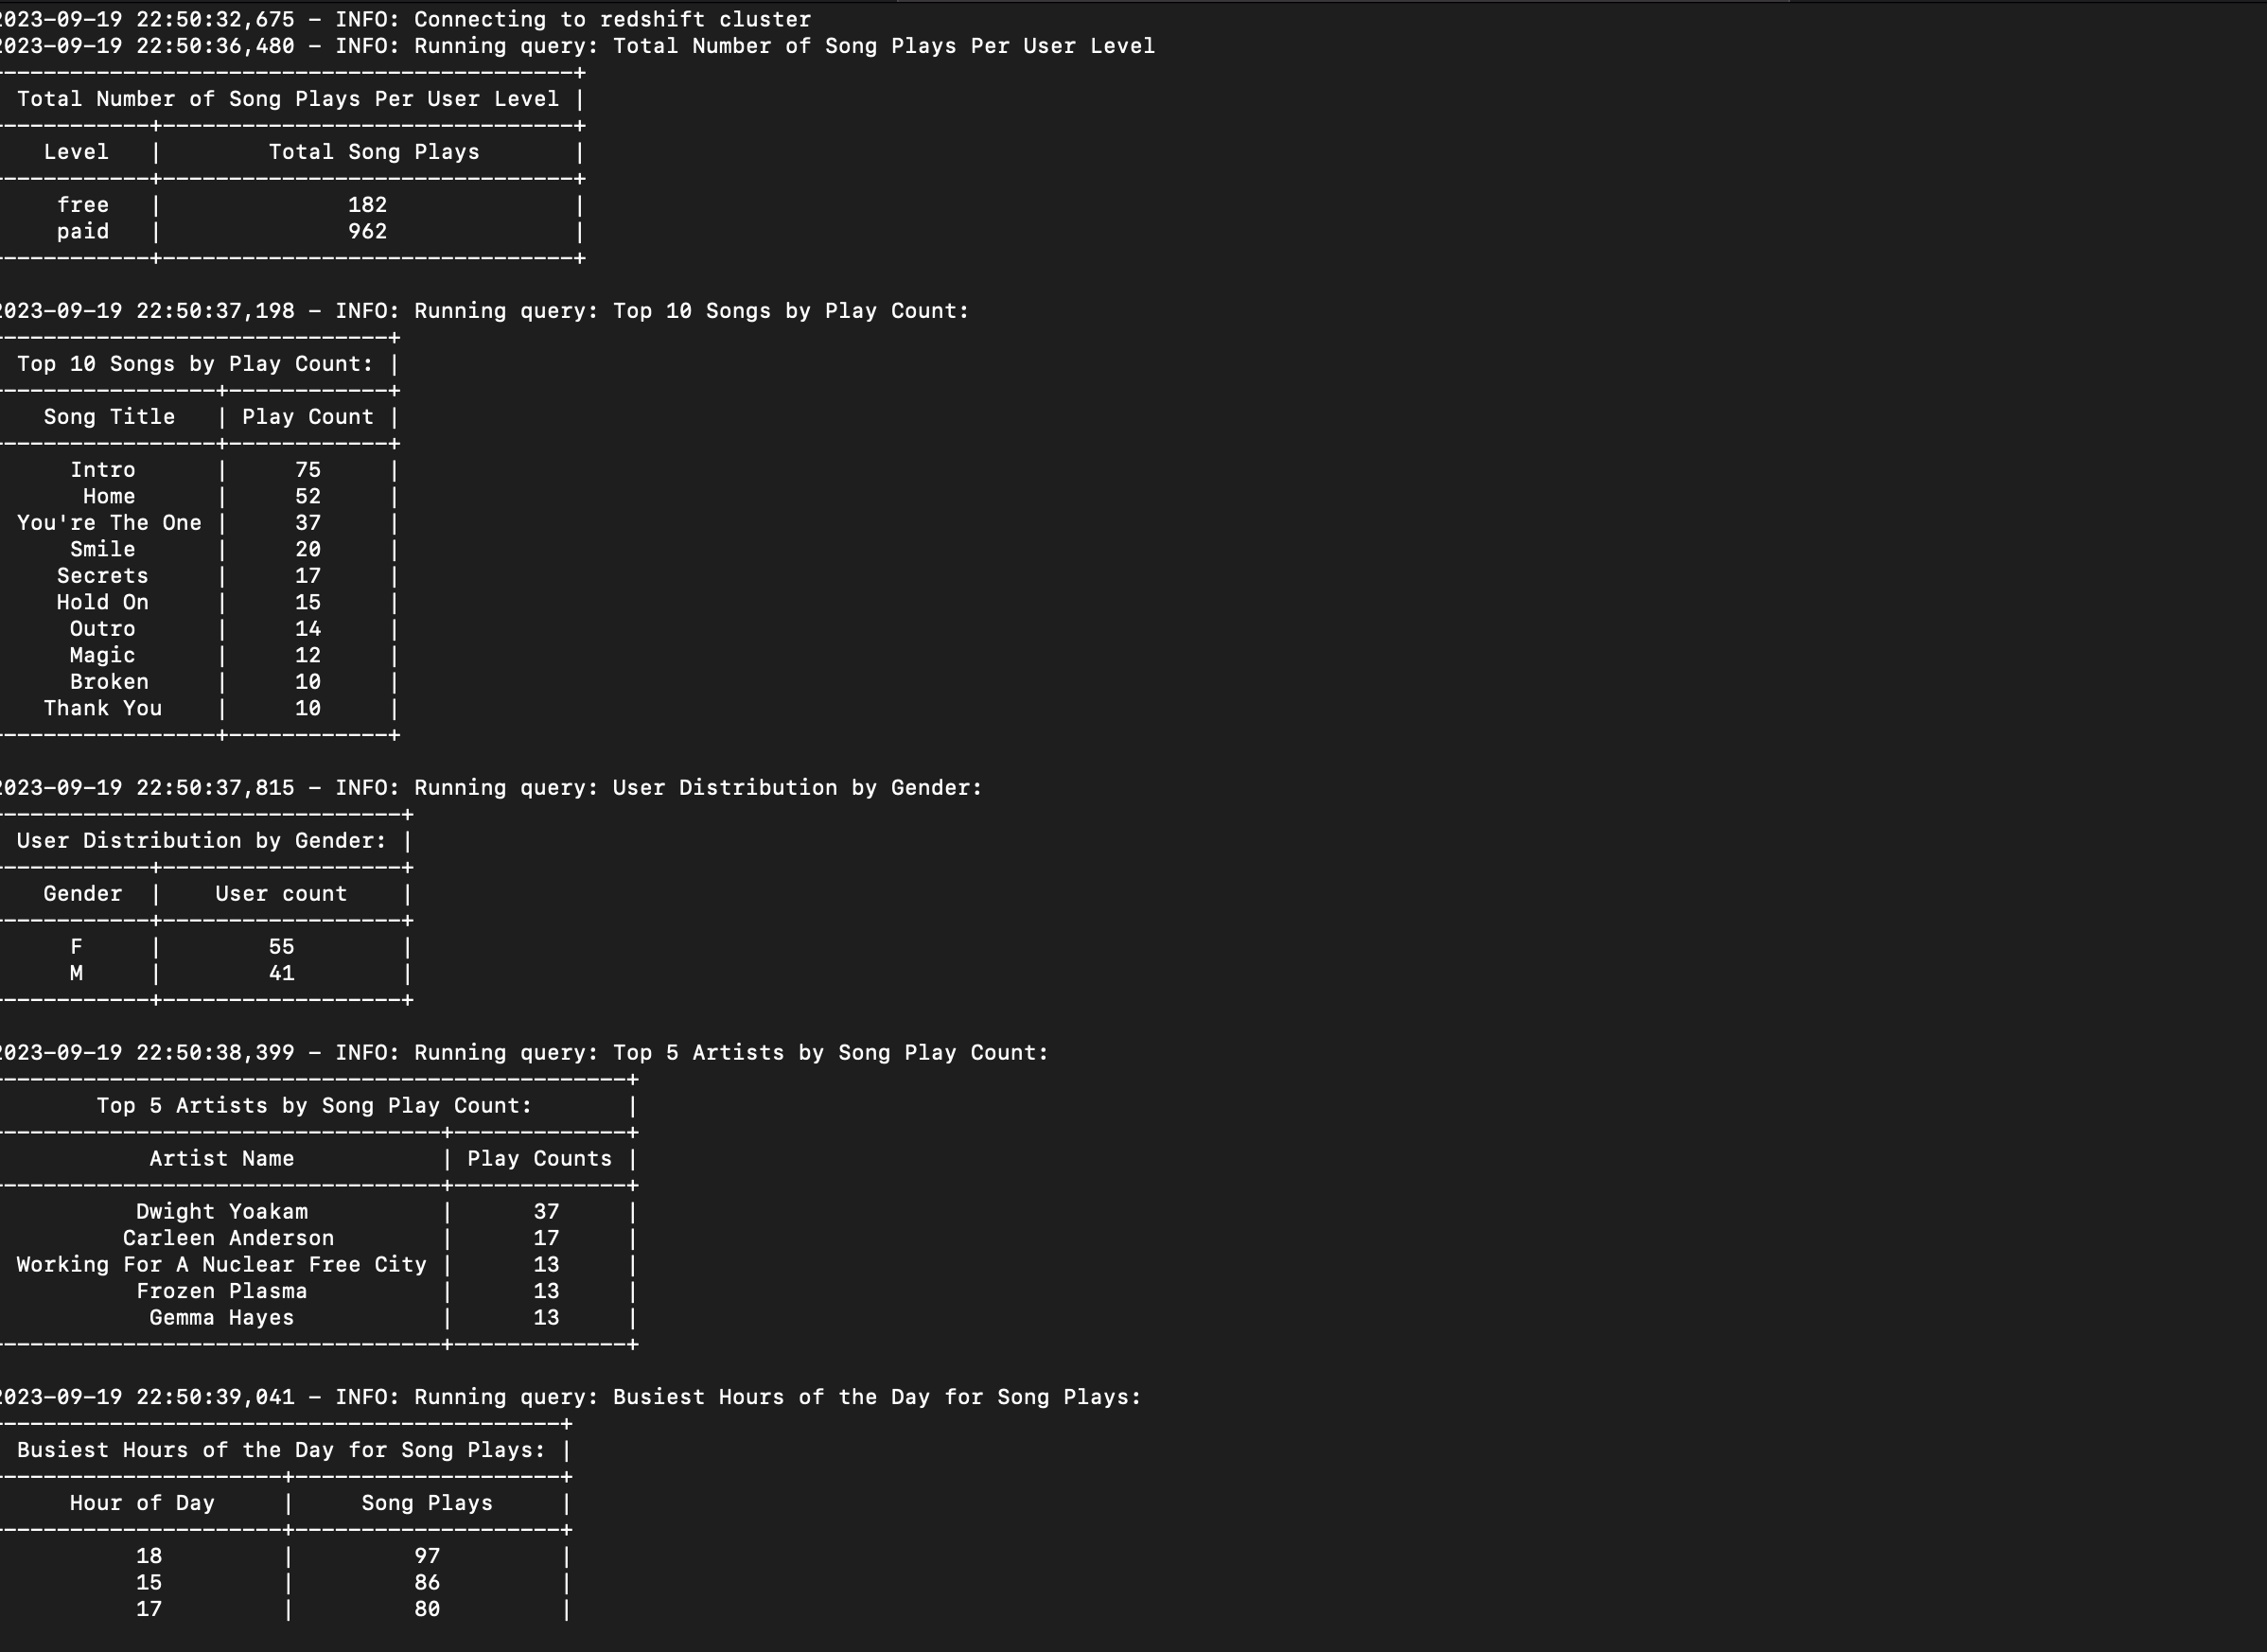 2023-09-19 22:50:32,675 - INFO: Connecting to redshift cluster
2023-09-19 22:50:36,480 - INFO: Running query: Total Number of Song Plays Per User Level
Total Number of Song Plays Per User Level |
Level | Total Song Plays |
free | 182 |
paid | 962 |
2023-09-19 22:50:37,198 - INFO: Running query: Top 10 Songs by Play Count:
Top 10 Songs by Play Count: |
Song Title | Play Count |
Intro | 75 |
Home | 52 |
You're The One | 37 |
Smile | 20 |
Secrets | 17 |
Hold On | 15 |
Outro | 14 |
Magic | 12 |
Broken | 10 |
Thank You | 10 |
2023-09-19 22:50:37,815 - INFO: Running query: User Distribution by Gender:
User Distribution by Gender: |
Gender | User count |
F | 55 |
M | 41 |
2023-09-19 22:50:38,399 - INFO: Running query: Top 5 Artists by Song Play Count:
Top 5 Artists by Song Play Count: |
Artist Name | Play Counts |
Dwight Yoakam | 37 |
Carleen Anderson | 17 |
Working For A Nuclear Free City | 13 |
Frozen Plasma | 13 |
Gemma Hayes | 13 |
2023-09-19 22:50:39,041 - INFO: Running query: Busiest Hours of the Day for Song Plays:
Busiest Hours of the Day for Song Plays: |
Hour of Day | Song Plays |
18 | 97 |
15 | 86 |
17 | 80 |